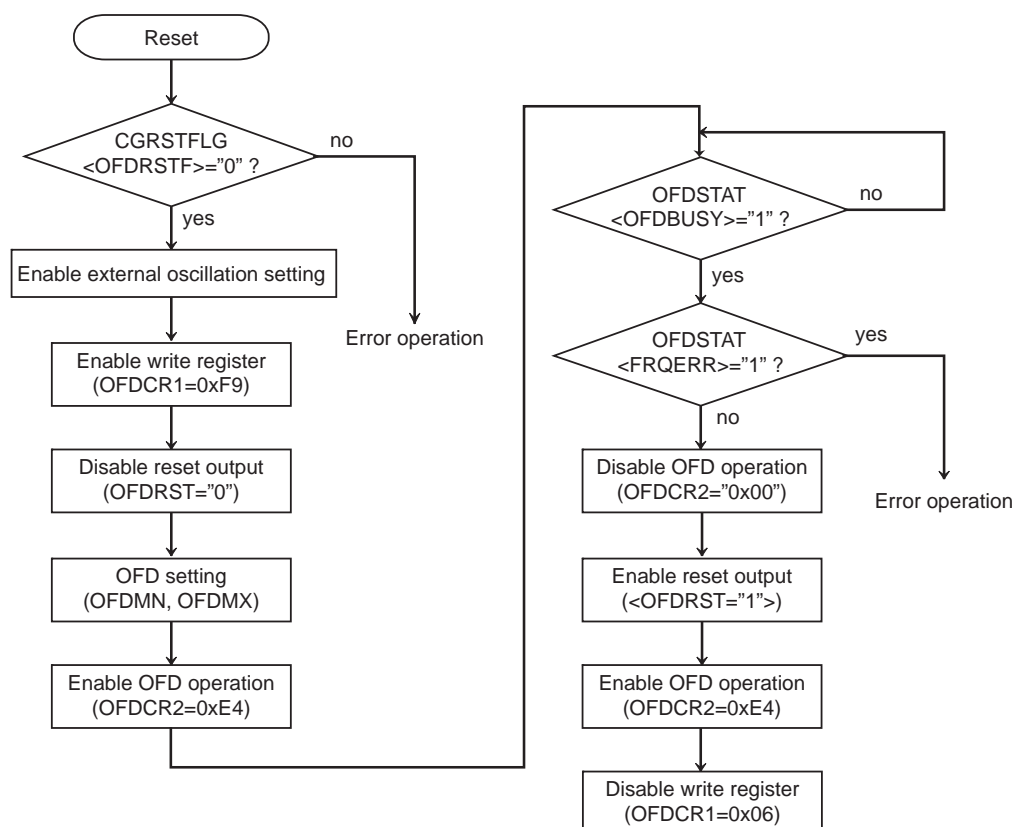 Reset
CGRSTFLG
<OFDRSTF>=”0” ?
no
yes
Enable external oscillation setting
Error operation
Enable write register
(OFDCR1=0xF9)
Disable reset output
(OFDRST=”0”)
OFD setting
(OFDMN, OFDMX)
Enable OFD operation
(OFDCR2=0xE4)
OFDSTAT
<OFDBUSY>=”1” ?
no
yes
OFDSTAT
<FRQERR>=”1” ?
yes
no
Disable OFD operation
(OFDCR2=”0x00”)
Error operation
Enable reset output
(<OFDRST=”1”>)
Enable OFD operation
(OFDCR2=0xE4)
Disable write register
(OFDCR1=0x06)